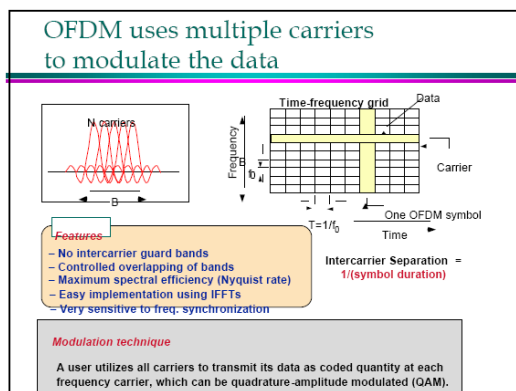 OFDM uses multiple carriers
to modulate the data
N carriers
B
Time-frequency grid
Data
Frequency
B
f0
Carrier
T=1/f0
One OFDM symbol
Time
Features
– No intercarrier guard bands
– Controlled overlapping of bands
– Maximum spectral efficiency (Nyquist rate)
– Easy implementation using IFFTs
– Very sensitive to freq. synchronization
Intercarrier Separation =
1/(symbol duration)
Modulation technique
A user utilizes all carriers to transmit its data as coded quantity at each
frequency carrier, which can be quadrature-amplitude modulated (QAM).